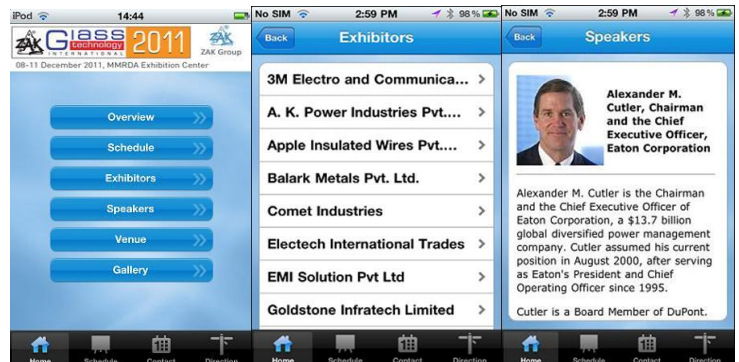 iPod 14:44
ZAK Glass technology INTERNATIONAL 2011
ZAK Group
08-11 December 2011, MMRDA Exhibition Center
Overview
Schedule
Exhibitors
Speakers
Venue
Gallery
Home Schedule Contact Direction
No SIM 2:59 PM 98%
Back Exhibitors
3M Electro and Communica...
A. K. Power Industries Pvt....
Apple Insulated Wires Pvt....
Balark Metals Pvt. Ltd.
Comet Industries
Electech International Trades
EMI Solution Pvt Ltd
Goldstone Infratech Limited
Home Schedule Contact Direction
No SIM 2:59 PM 98%
Back Speakers
Alexander M.
Cutler, Chairman
and the Chief
Executive Officer,
Eaton Corporation
Alexander M. Cutler is the Chairman
and the Chief Executive Officer of
Eaton Corporation, a $13.7 billion
global diversified power management
company. Cutler assumed his current
position in August 2000, after serving
as Eaton's President and Chief
Operating Officer since 1995.
Cutler is a Board Member of DuPont.
Home Schedule Contact Direction